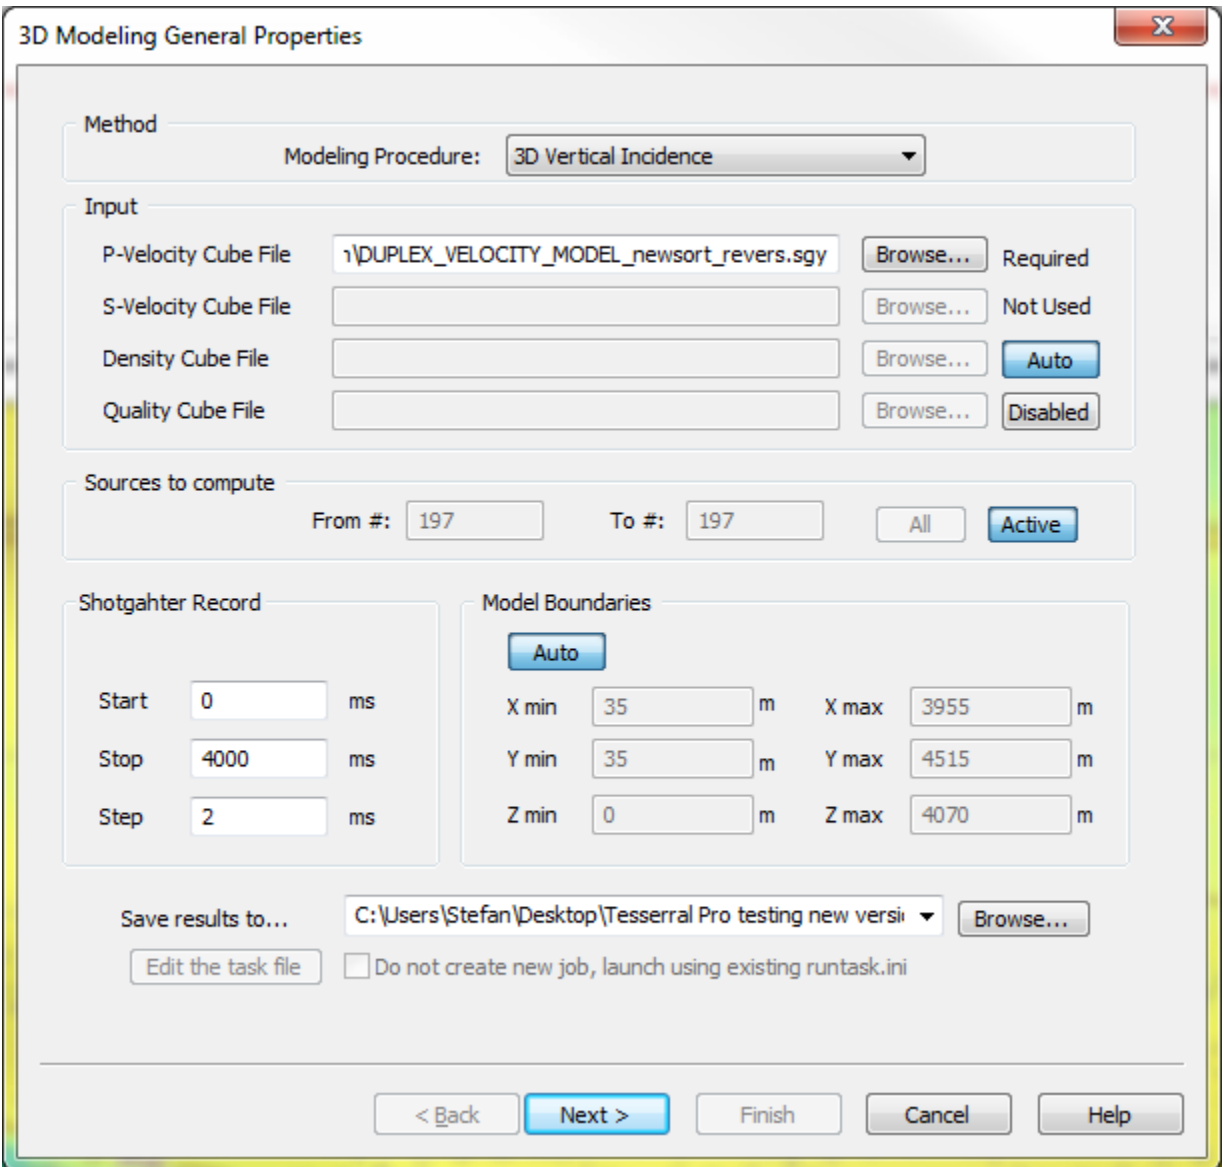 3D Modeling General Properties
Method
Modeling Procedure: 3D Vertical Incidence
Input
P-Velocity Cube File ı\DUPLEX_VELOCITY_MODEL_newsort_revers.sgy Browse... Required
S-Velocity Cube File Browse... Not Used
Density Cube File Browse... Auto
Quality Cube File Browse... Disabled
Sources to compute
From #: 197 To #: 197 All Active
Shotgahter Record
Start 0 ms
Stop 4000 ms
Step 2 ms
Model Boundaries
Auto
X min 35 m X max 3955 m
Y min 35 m Y max 4515 m
Z min 0 m Z max 4070 m
Save results to... C:\Users\Stefan\Desktop\Tesserral Pro testing new versi Browse...
Edit the task file Do not create new job, launch using existing runtask.ini
< Back Next > Finish Cancel Help